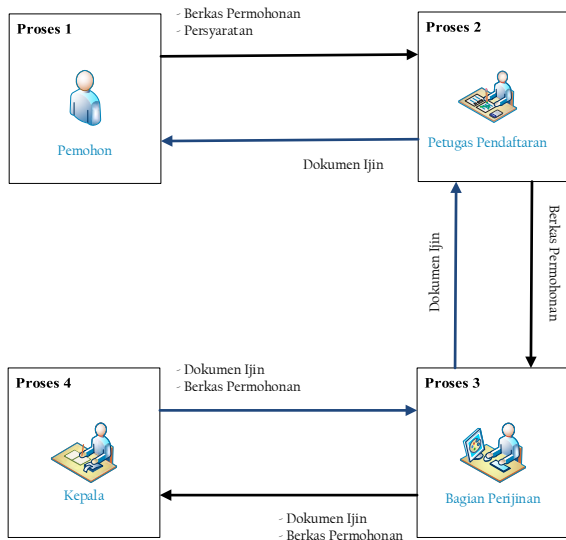 Proses 1
Pemohon
- Berkas Permohonan
- Persyaratan
Dokumen Ijin
Proses 2
Petugas Pendaftaran
Berkas Permohonan
Dokumen Ijin
Proses 4
Kepala
- Dokumen Ijin
- Berkas Permohonan
Proses 3
Bagian Perijinan
- Dokumen Ijin
- Berkas Permohonan